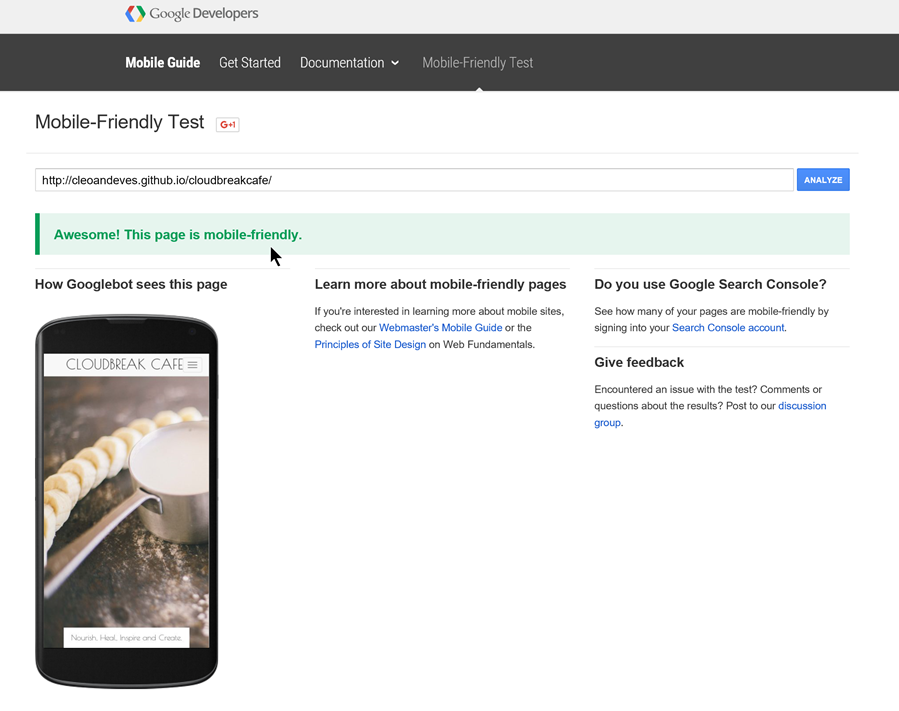 Google Developers
Mobile Guide Get Started Documentation Mobile-Friendly Test
Mobile-Friendly Test G+1
http://cleoandeves.github.io/cloudbreakcafe/ ANALYZE
Awesome! This page is mobile-friendly.
How Googlebot sees this page
CLOUDBREAK CAFE
Nourish, Heal, Inspire and Create.
Learn more about mobile-friendly pages
If you're interested in learning more about mobile sites,
check out our Webmaster's Mobile Guide or the
Principles of Site Design on Web Fundamentals.
Do you use Google Search Console?
See how many of your pages are mobile-friendly by
signing into your Search Console account.
Give feedback
Encountered an issue with the test? Comments or
questions about the results? Post to our discussion
group.